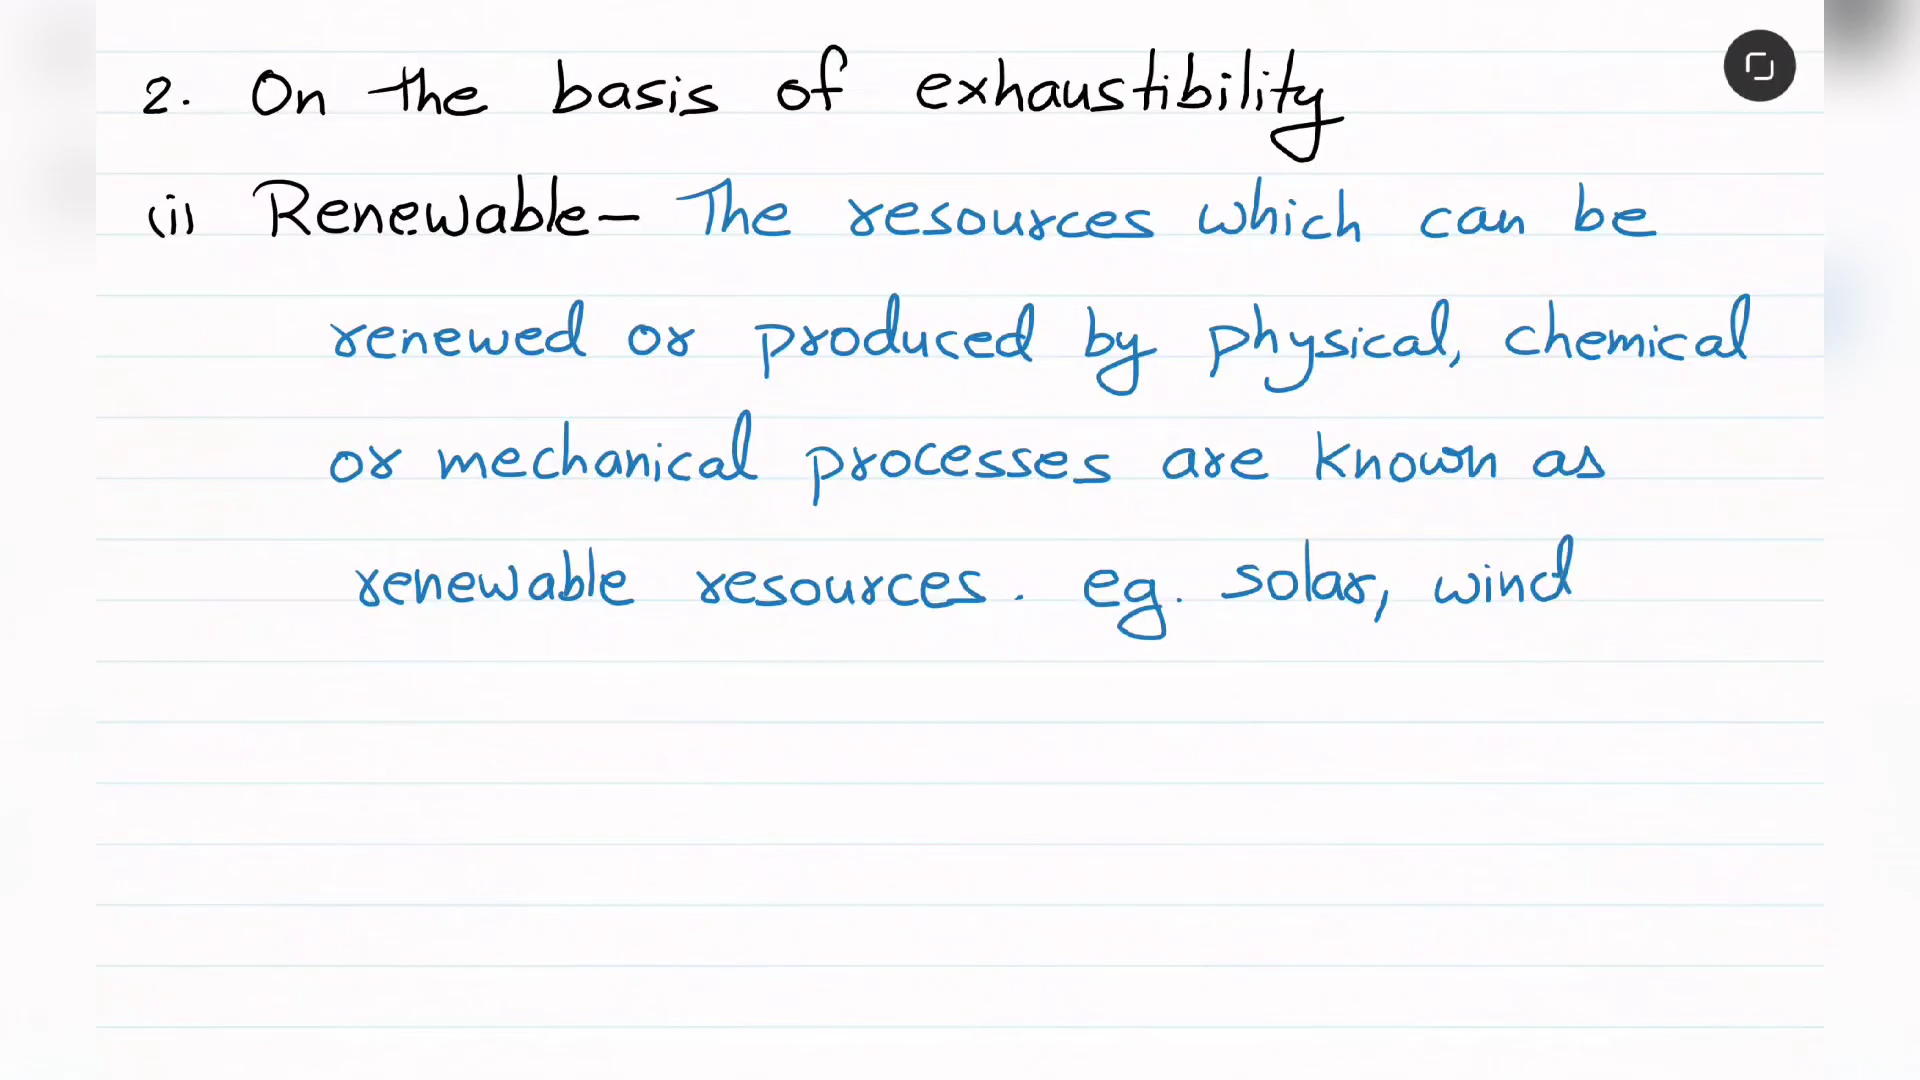 2. On the basis of exhaustibility
(i) Renewable- The resources which can be
renewed or produced by physical, chemical
or mechanical processes are known as
renewable resources. eg. solar, wind